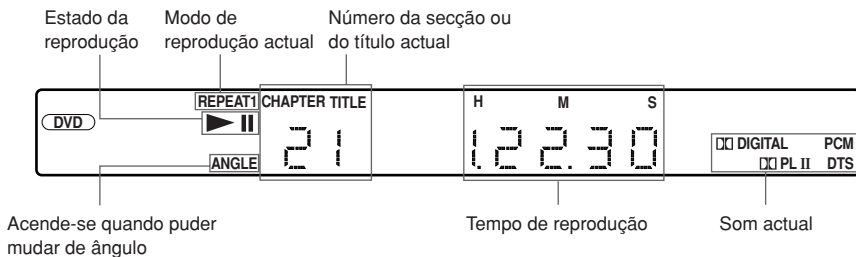 Estado da
reprodução
Modo de
reprodução actual
Número da secção ou
do título actual
REPEAT1 CHAPTER TITLE H M S
DVD
21 1.22.30
DIGITAL PCM
ANGLE
PL II DTS
Acende-se quando puder
mudar de ângulo
Tempo de reprodução
Som actual